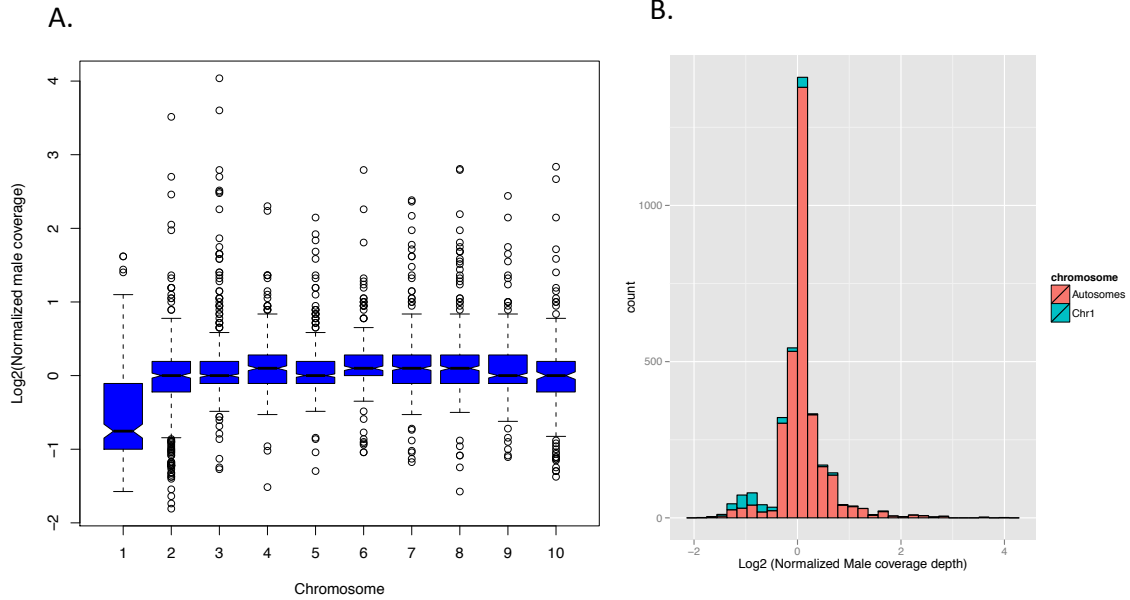 A.
B.
Log2(Normalized male coverage)
4
3
2
1
0
−1
−2
1 2 3 4 5 6 7 8 9 10
Chromosome
count
1000
500
0
−2 0 2 4
Log2 (Normalized Male coverage depth)
chromosome
Autosomes
Chr1